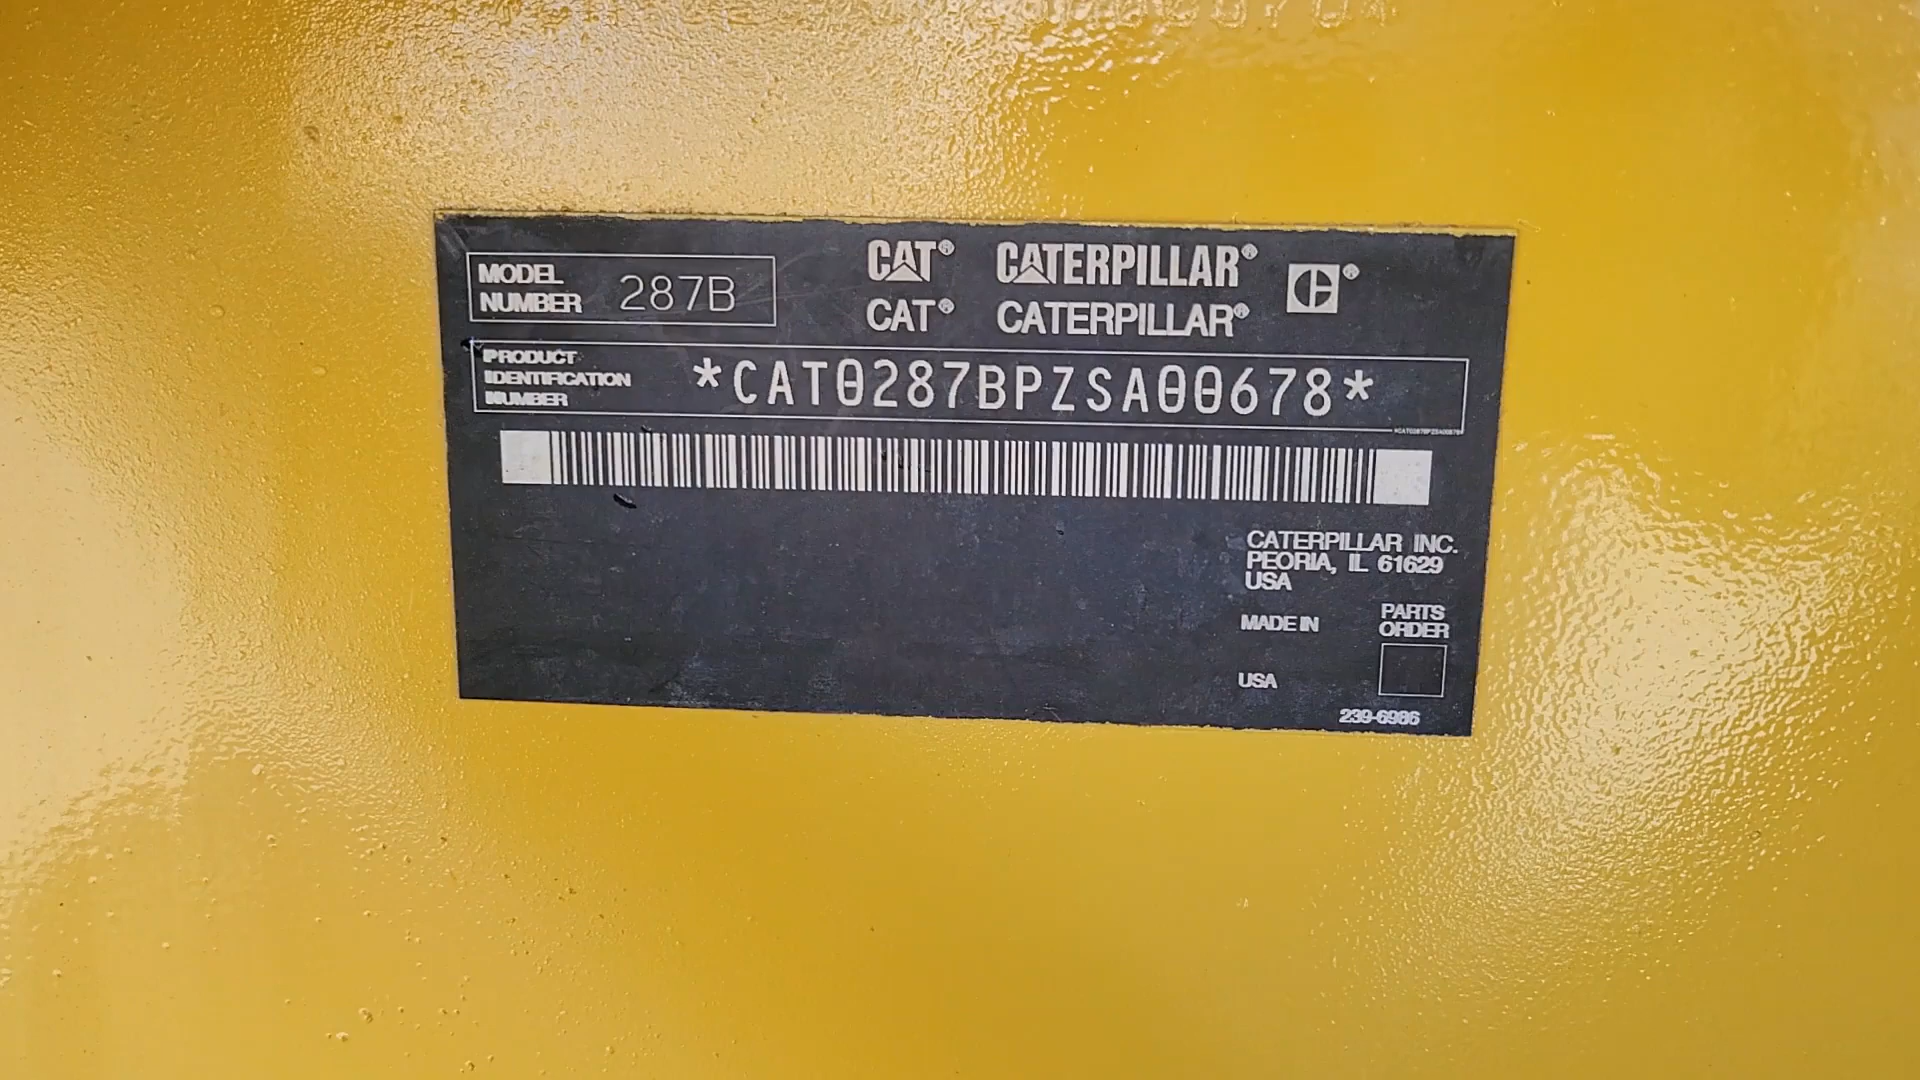 MODEL
NUMBER 287B
CAT® CATERPILLAR®
CAT® CATERPILLAR®
PRODUCT
IDENTIFICATION
NUMBER
*CAT0287BPZSA00678*
CATERPILLAR INC.
PEORIA, IL 61629
USA
MADE IN
USA
PARTS
ORDER
239-6986